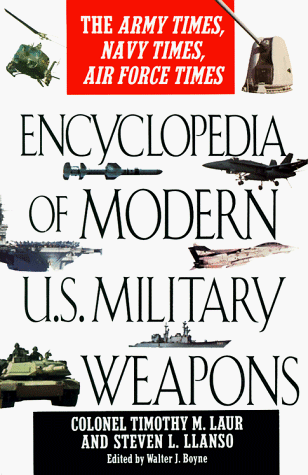 THE ARMY TIMES,
NAVY TIMES,
AIR FORCE TIMES
ENCYCLOPEDIA
OF MODERN
U.S. MILITARY
WEAPONS
COLONEL TIMOTHY M. LAUR
AND STEVEN L. LLANSO
Edited by Walter J. Boyne